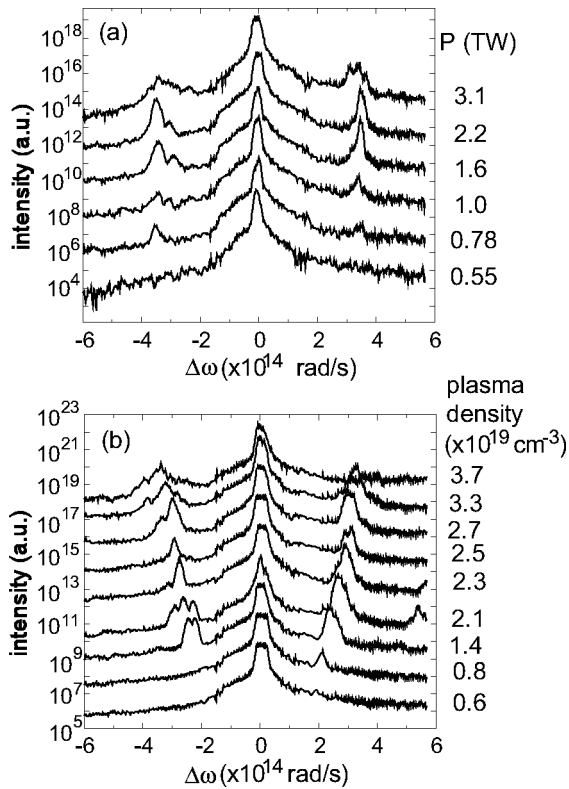 (a)
P (TW)
10^18
10^16
10^14
10^12
10^10
10^8
10^6
10^4
intensity (a.u.)
3.1
2.2
1.6
1.0
0.78
0.55
-6 -4 -2 0 2 4 6
Δω (x10^14 rad/s)
(b)
plasma
density
(x10^19 cm^-3)
10^23
10^21
10^19
10^17
10^15
10^13
10^11
10^9
10^7
10^5
intensity (a.u.)
3.7
3.3
2.7
2.5
2.3
2.1
1.4
0.8
0.6
-6 -4 -2 0 2 4 6
Δω (x10^14 rad/s)